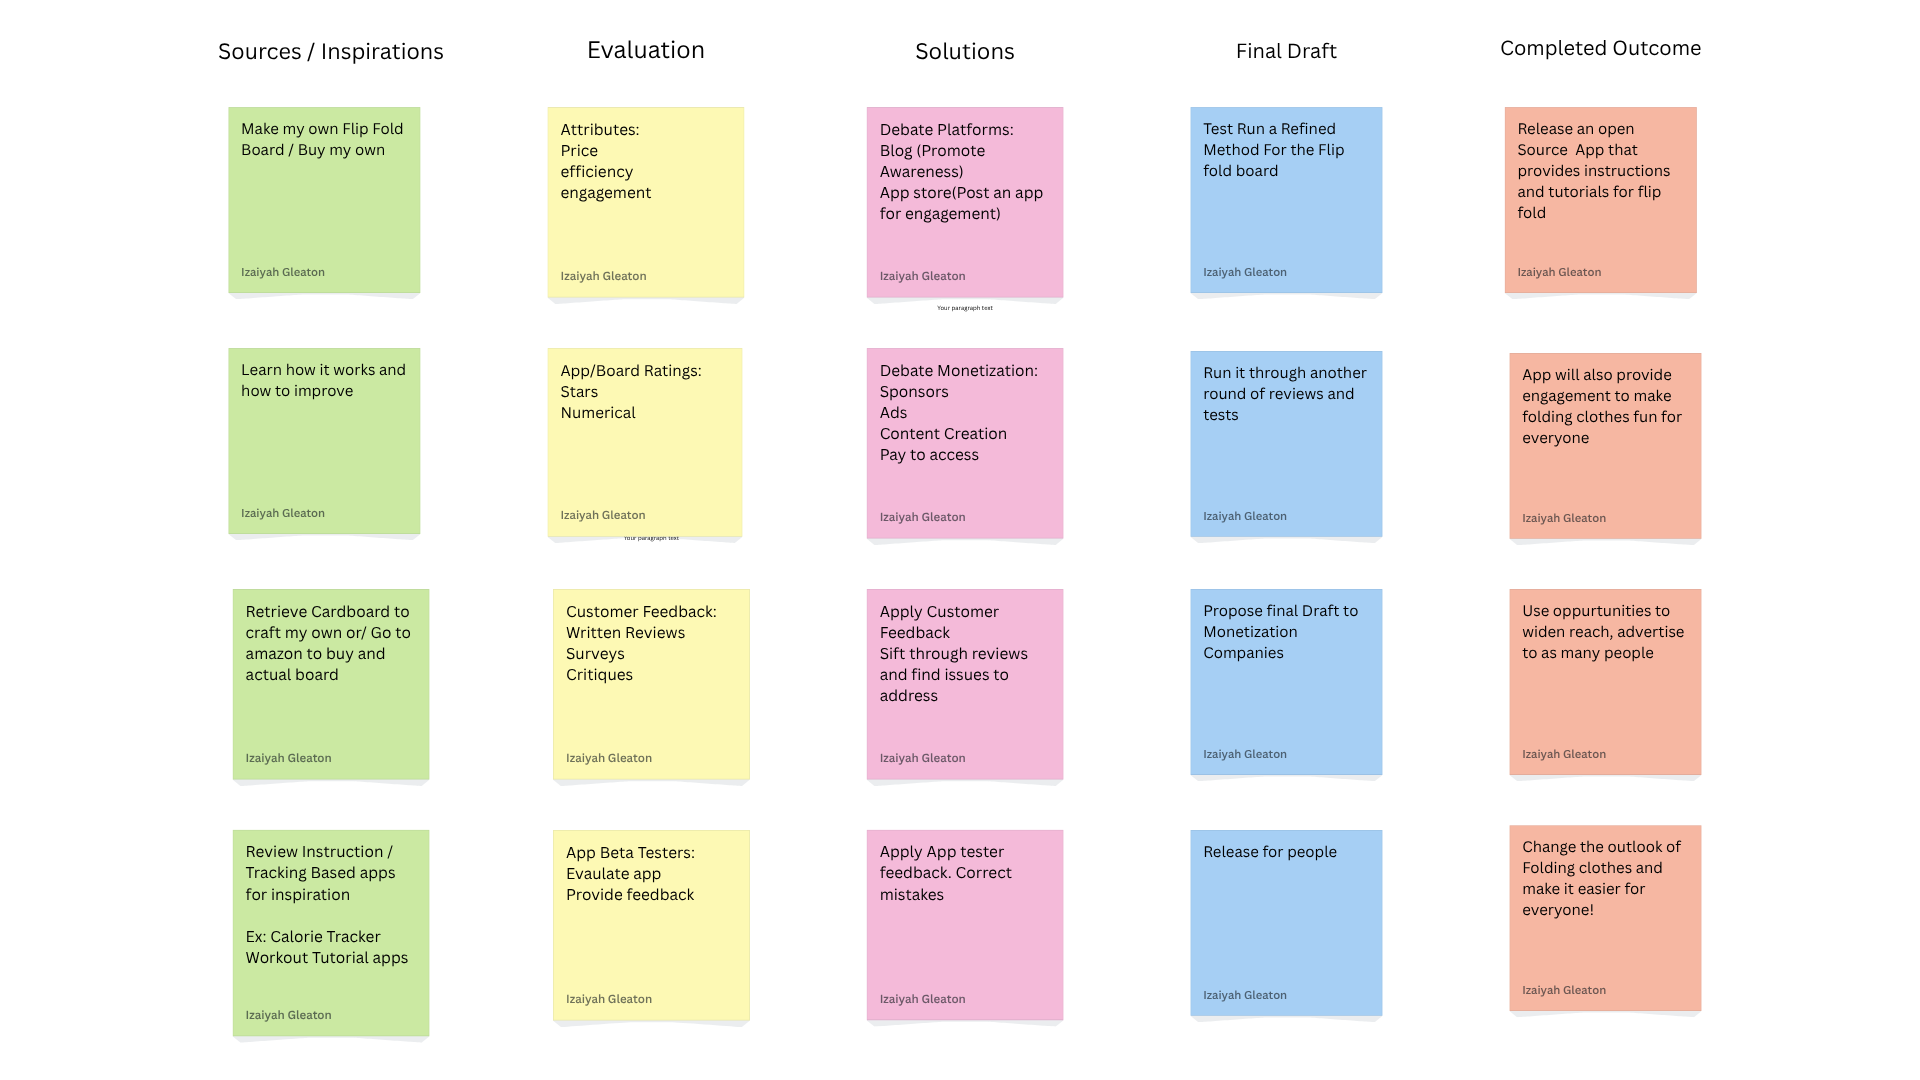 Sources / Inspirations
Evaluation
Solutions
Final Draft
Completed Outcome
Make my own Flip Fold
Board / Buy my own
Izaiyah Gleaton
Attributes:
Price
efficiency
engagement
Izaiyah Gleaton
Debate Platforms:
Blog (Promote
Awareness)
App store(Post an app
for engagement)
Izaiyah Gleaton
Your paragraph text
Test Run a Refined
Method For the Flip
fold board
Izaiyah Gleaton
Release an open
Source  App that
provides instructions
and tutorials for flip
fold
Izaiyah Gleaton
Learn how it works and
how to improve
Izaiyah Gleaton
App/Board Ratings:
Stars
Numerical
Izaiyah Gleaton
Your paragraph text
Debate Monetization:
Sponsors
Ads
Content Creation
Pay to access
Izaiyah Gleaton
Run it through another
round of reviews and
tests
Izaiyah Gleaton
App will also provide
engagement to make
folding clothes fun for
everyone
Izaiyah Gleaton
Retrieve Cardboard to
craft my own or/ Go to
amazon to buy and
actual board
Izaiyah Gleaton
Customer Feedback:
Written Reviews
Surveys
Critiques
Izaiyah Gleaton
Apply Customer
Feedback
Sift through reviews
and find issues to
address
Izaiyah Gleaton
Propose final Draft to
Monetization
Companies
Izaiyah Gleaton
Use oppurtunities to
widen reach, advertise
to as many people
Izaiyah Gleaton
Review Instruction /
Tracking Based apps
for inspiration
Ex: Calorie Tracker
Workout Tutorial apps
Izaiyah Gleaton
App Beta Testers:
Evaulate app
Provide feedback
Izaiyah Gleaton
Apply App tester
feedback. Correct
mistakes
Izaiyah Gleaton
Release for people
Izaiyah Gleaton
Change the outlook of
Folding clothes and
make it easier for
everyone!
Izaiyah Gleaton